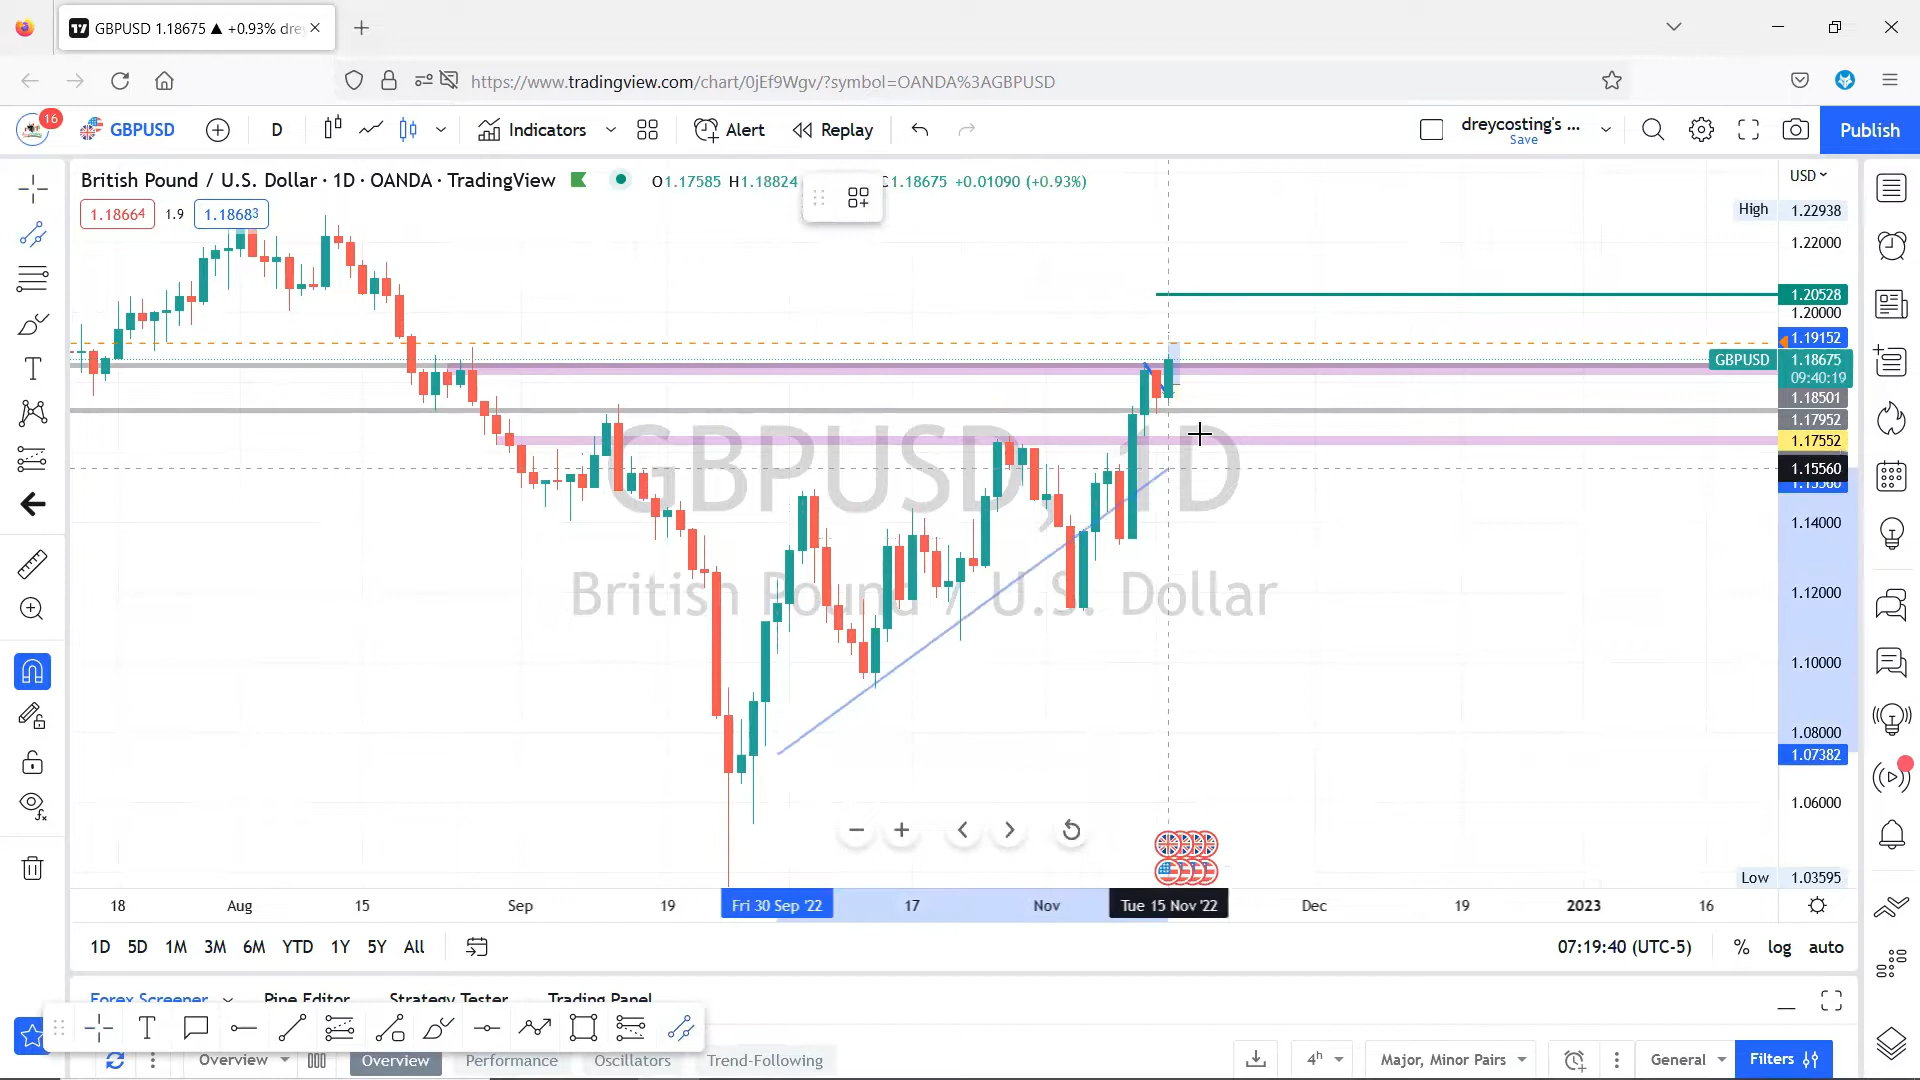 GBPUSD 1.18675 ▲ +0.93% dre
https://www.tradingview.com/chart/0jEf9Wgv/?symbol=OANDA%3AGBPUSD
16
GBPUSD
D
Indicators
Alert
Replay
dreycosting's ...
Save
Publish
British Pound / U.S. Dollar · 1D · OANDA · TradingView
O1.17585 H1.18824 C1.18675 +0.01090 (+0.93%)
USD
1.18664
1.9
1.18683
High 1.22938
1.22000
1.20528
1.20000
1.19152
GBPUSD 1.18675
09:40:19
1.18501
1.17952
1.17552
1.15560
1.14000
1.12000
1.10000
1.08000
1.07382
1.06000
Low 1.03595
GBPUSD, 1D
British Pound / U.S. Dollar
18
Aug
15
Sep
19
Fri 30 Sep '22
17
Nov
Tue 15 Nov '22
Dec
19
2023
16
1D 5D 1M 3M 6M YTD 1Y 5Y All
07:19:40 (UTC-5)
%
log
auto
Forex Screener
Pine Editor
Strategy Tester
Trading Panel
Overview
Overview
Performance
Oscillators
Trend-Following
4h
Major, Minor Pairs
General
Filters